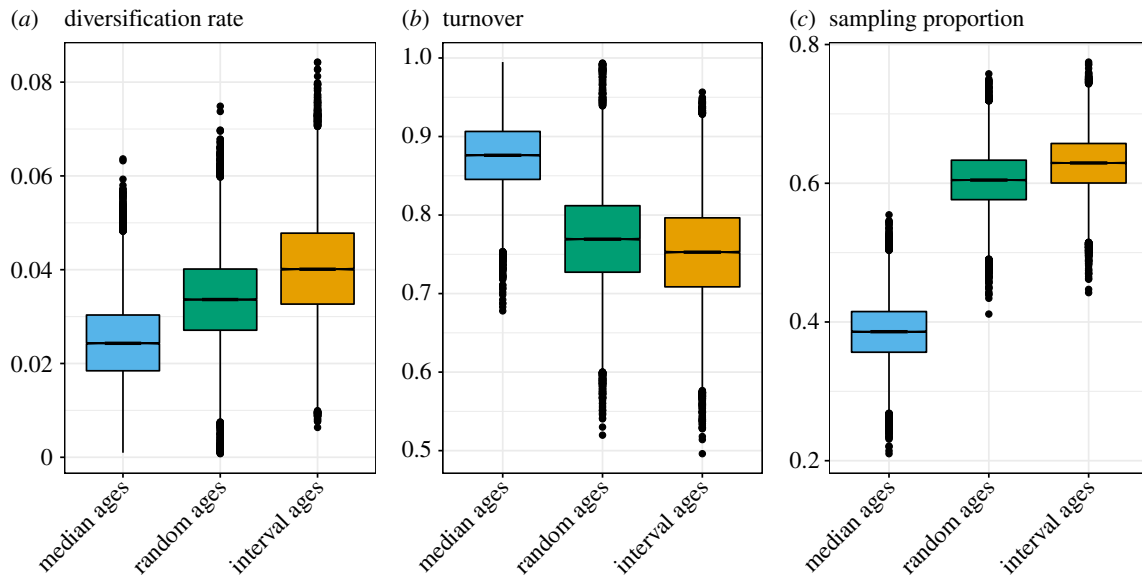 (a) diversification rate
0.08
0.06
0.04
0.02
0
median ages
random ages
interval ages
(b) turnover
1.0
0.9
0.8
0.7
0.6
0.5
median ages
random ages
interval ages
(c) sampling proportion
0.8
0.6
0.4
0.2
median ages
random ages
interval ages